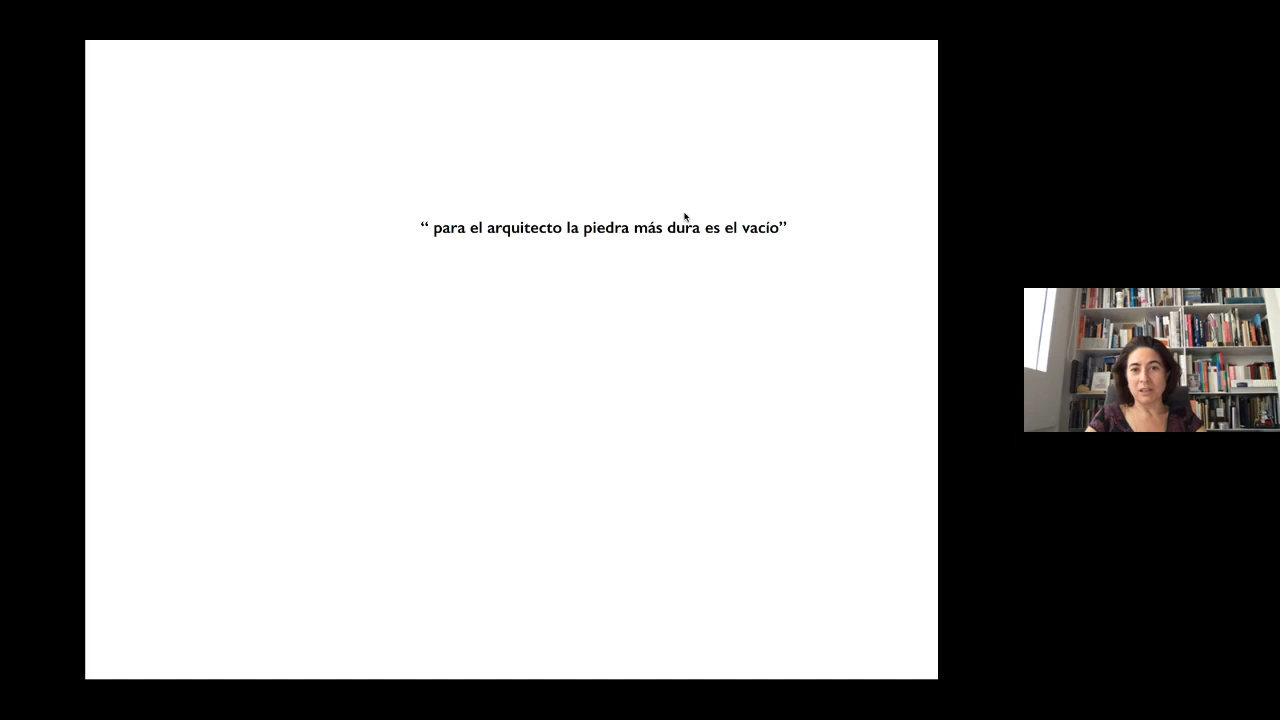 “ para el arquitecto la piedra más dura es el vacío”